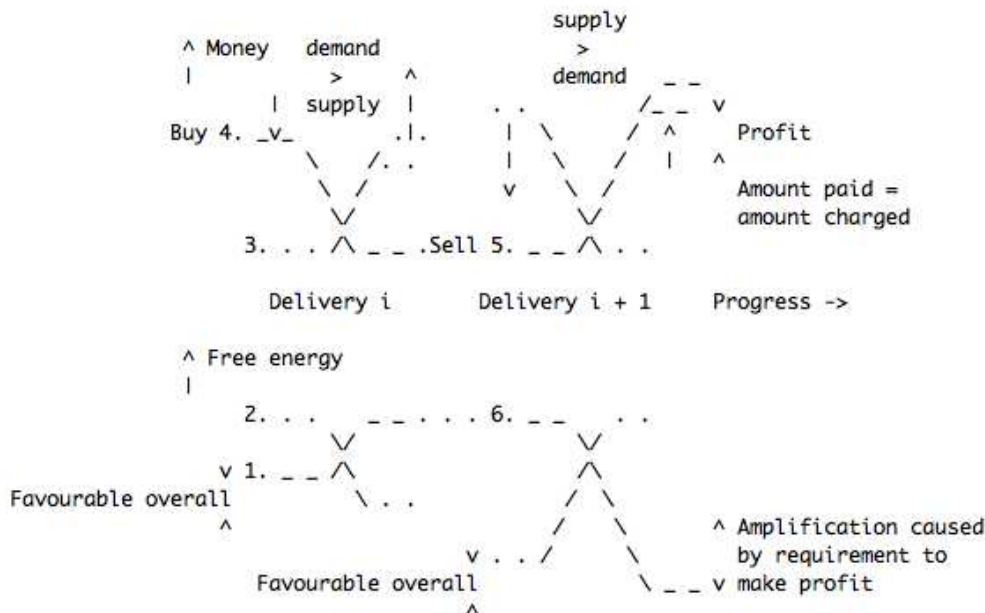 supply
^ Money demand >
| > ^ demand _ _
| supply | . . /_ _ v
Buy 4. _v_ .|. | \ / ^ Profit
\ /. . | \ / | ^
\ / v \ / Amount paid =
\/ \/ amount charged
3. . . /\ _ _ .Sell 5. _ _ /\ . .
Delivery i Delivery i + 1 Progress ->
^ Free energy
|
2. . . _ _ . . . 6. _ _ . .
\/ \/
v 1. _ _ /\ /\
Favourable overall \ . . / \
^ / \ ^ Amplification caused
v . . / \ by requirement to
Favourable overall \ _ _ v make profit
^